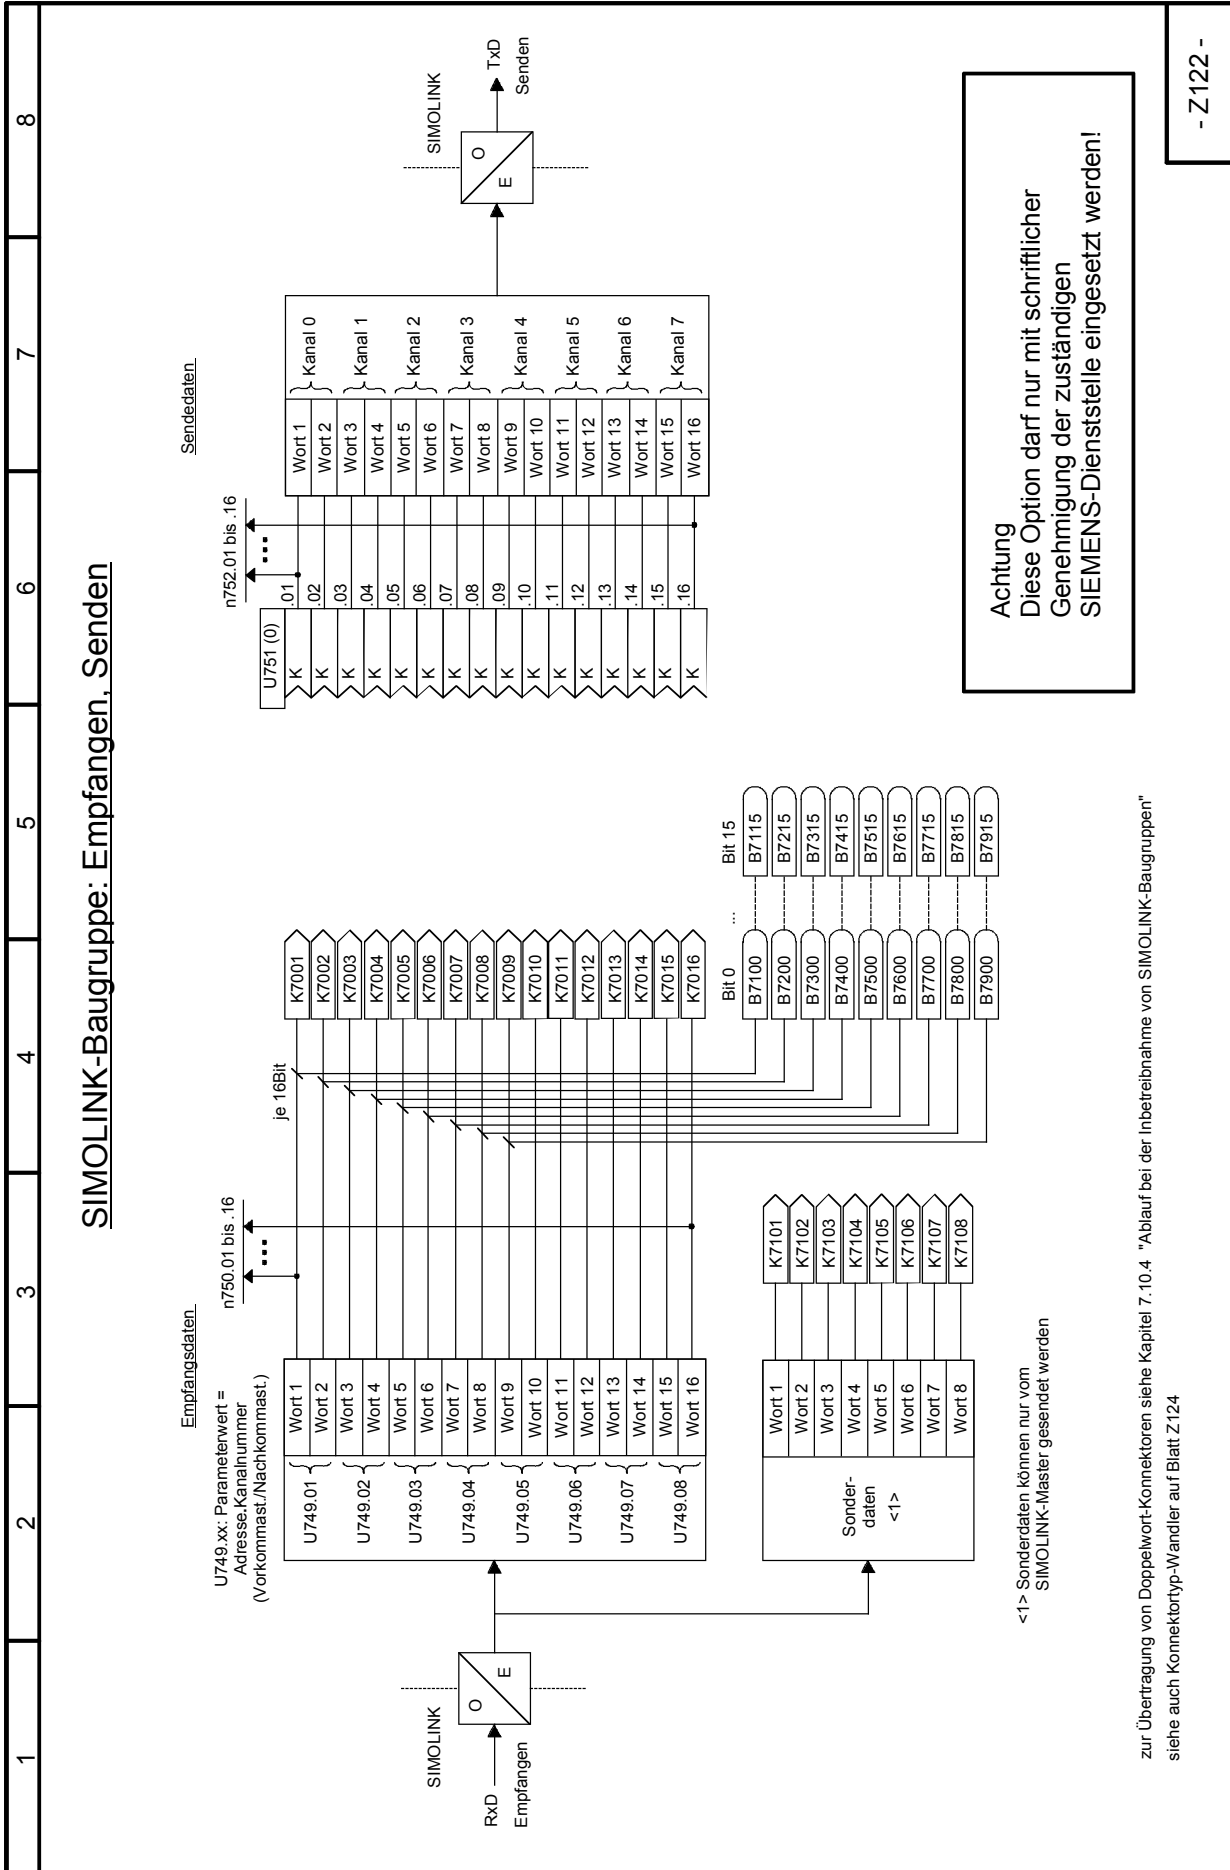 1 2 3 4 5 6 7 8
SIMOLINK-Baugruppe: Empfangen, Senden
Empfangsdaten
U749.xx: Parameterwert =
Adresse.Kanalnummer
(Vorkommast./Nachkommast.)
n750.01 bis .16
...
SIMOLINK
RxD
Empfangen
O
E
U749.01
U749.02
U749.03
U749.04
U749.05
U749.06
U749.07
U749.08
Wort 1
Wort 2
Wort 3
Wort 4
Wort 5
Wort 6
Wort 7
Wort 8
Wort 9
Wort 10
Wort 11
Wort 12
Wort 13
Wort 14
Wort 15
Wort 16
je 16Bit
K7001
K7002
K7003
K7004
K7005
K7006
K7007
K7008
K7009
K7010
K7011
K7012
K7013
K7014
K7015
K7016
Bit 0 ... Bit 15
B7100 B7115
B7200 B7215
B7300 B7315
B7400 B7415
B7500 B7515
B7600 B7615
B7700 B7715
B7800 B7815
B7900 B7915
Sonder-
daten
<1>
Wort 1 K7101
Wort 2 K7102
Wort 3 K7103
Wort 4 K7104
Wort 5 K7105
Wort 6 K7106
Wort 7 K7107
Wort 8 K7108
<1> Sonderdaten können nur vom
SIMOLINK-Master gesendet werden
Sendedaten
n752.01 bis .16
...
U751 (0)
K .01 Wort 1
K .02 Wort 2
K .03 Wort 3
K .04 Wort 4
K .05 Wort 5
K .06 Wort 6
K .07 Wort 7
K .08 Wort 8
K .09 Wort 9
K .10 Wort 10
K .11 Wort 11
K .12 Wort 12
K .13 Wort 13
K .14 Wort 14
K .15 Wort 15
K .16 Wort 16
Kanal 0
Kanal 1
Kanal 2
Kanal 3
Kanal 4
Kanal 5
Kanal 6
Kanal 7
SIMOLINK
O
E
TxD
Senden
Achtung
Diese Option darf nur mit schriftlicher
Genehmigung der zuständigen
SIEMENS-Dienststelle eingesetzt werden!
zur Übertragung von Doppelwort-Konnektoren siehe Kapitel 7.10.4 "Ablauf bei der Inbetreibnahme von SIMOLINK-Baugruppen"
siehe auch Konnektortyp-Wandler auf Blatt Z124
- Z122 -